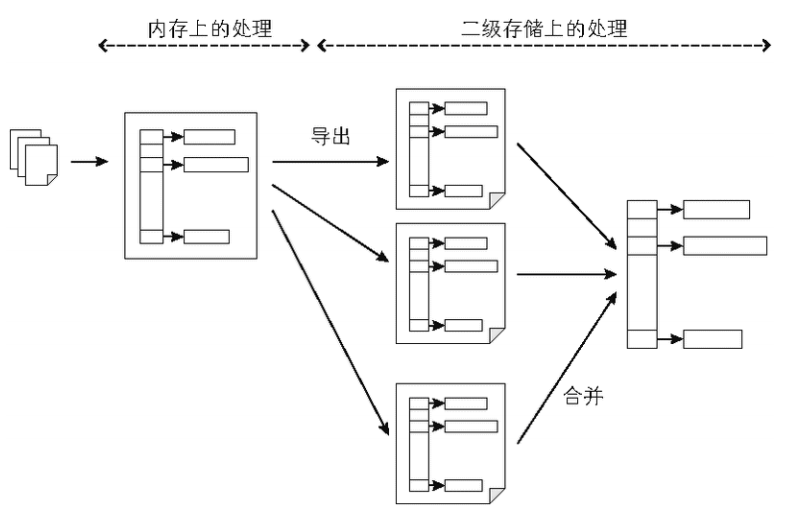 内存上的处理
二级存储上的处理
导出
合并